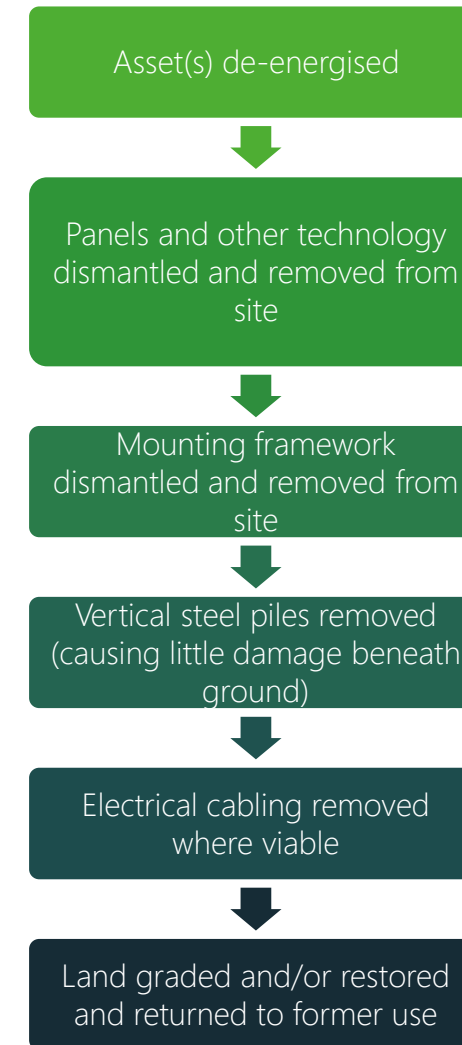 Asset(s) de-energised
Panels and other technology
dismantled and removed from
site
Mounting framework
dismantled and removed from
site
Vertical steel piles removed
(causing little damage beneath
ground)
Electrical cabling removed
where viable
Land graded and/or restored
and returned to former use